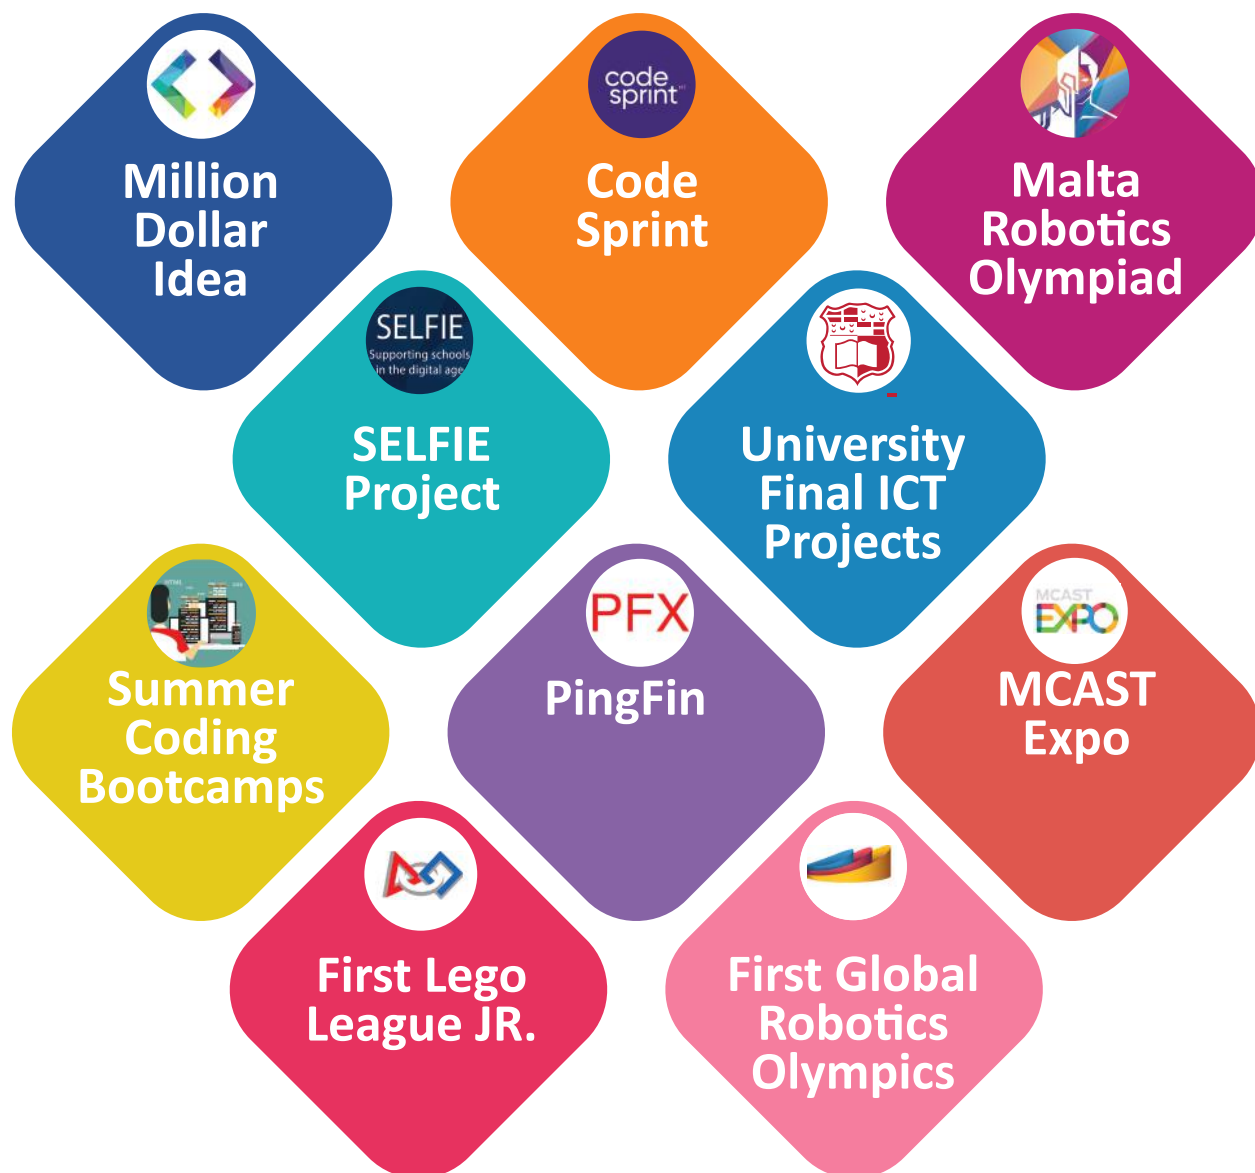 code
sprint
Million
Dollar
Idea
Code
Sprint
Malta
Robotics
Olympiad
SELFIE
Supporting schools
in the digital age
SELFIE
Project
University
Final ICT
Projects
Summer
Coding
Bootcamps
PFX
PingFin
MCAST
EXPO
MCAST
Expo
First Lego
League JR.
First Global
Robotics
Olympics